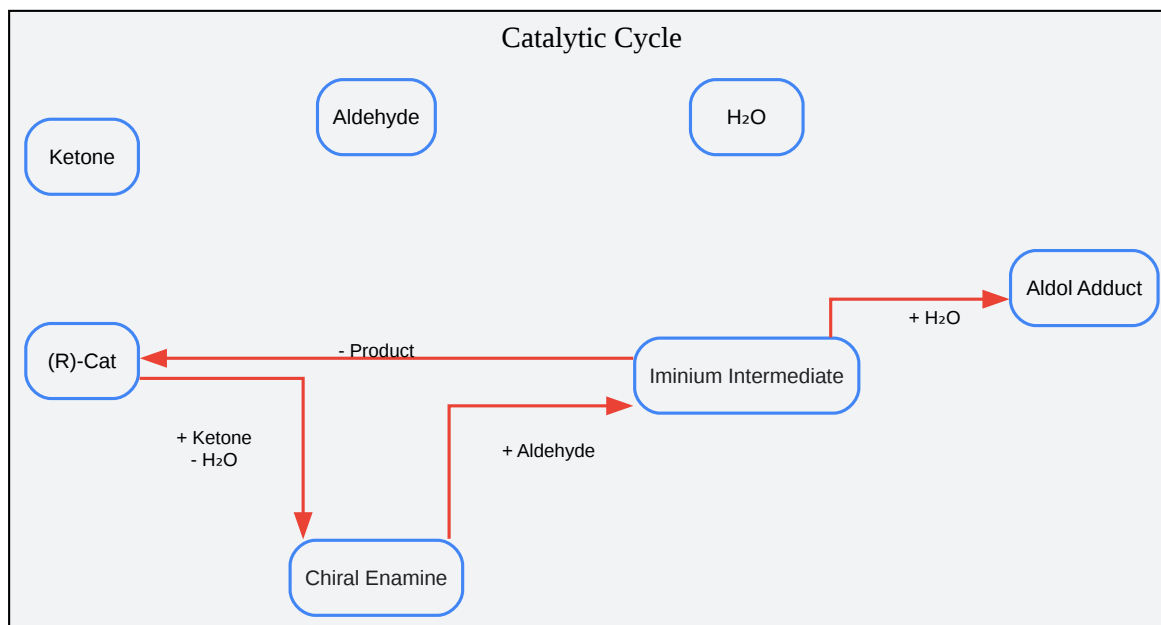 Catalytic Cycle
Aldehyde
H₂O
Ketone
Aldol Adduct
+ H₂O
- Product
(R)-Cat
Iminium Intermediate
+ Ketone
- H₂O
+ Aldehyde
Chiral Enamine